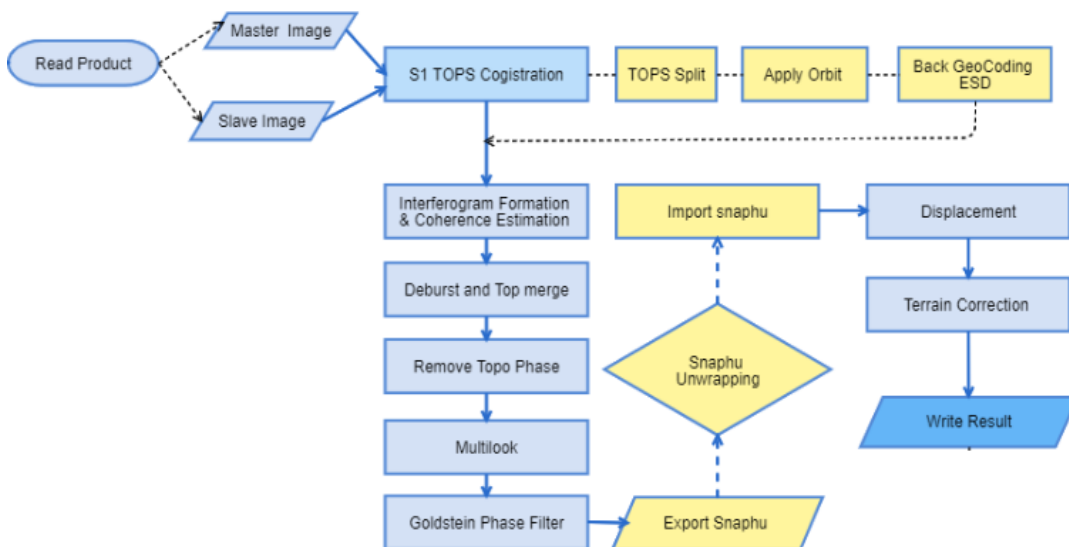 Master Image
Read Product
Slave Image
S1 TOPS Cogistration
TOPS Split
Apply Orbit
Back GeoCoding
ESD
Interferogram Formation
& Coherence Estimation
Deburst and Top merge
Remove Topo Phase
Multilook
Goldstein Phase Filter
Export Snaphu
Snaphu
Unwrapping
Import snaphu
Displacement
Terrain Correction
Write Result